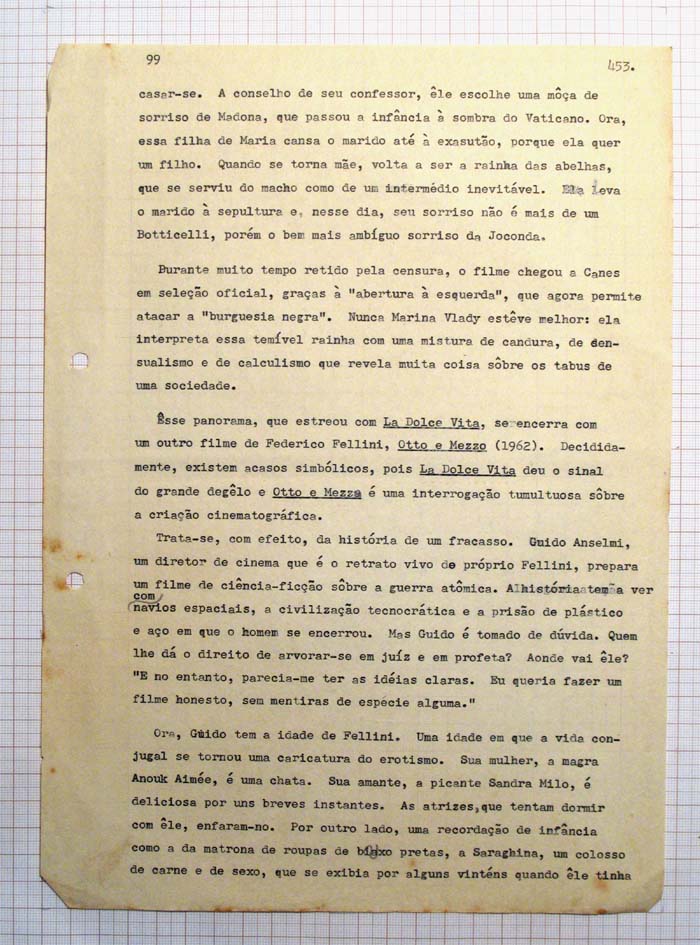 99
453.
casar-se. A conselho de seu confessor, êle escolhe uma môça de
sorriso de Madona, que passou a infância à sombra do Vaticano. Ora,
essa filha de Maria cansa o marido até à exasutão, porque ela quer
um filho. Quando se torna mãe, volta a ser a rainha das abelhas,
que se serviu do macho como de um intermédio inevitável. Ela leva
o marido à sepultura e, nesse dia, seu sorriso não é mais de um
Botticelli, porém o bem mais ambíguo sorriso da Joconda.
Durante muito tempo retido pela censura, o filme chegou a Canes
em seleção oficial, graças à "abertura à esquerda", que agora permite
atacar a "burguesia negra". Nunca Marina Vlady estêve melhor: ela
interpreta essa temível rainha com uma mistura de candura, de den-
sualismo e de calculismo que revela muita coisa sôbre os tabus de
uma sociedade.
Êsse panorama, que estreou com La Dolce Vita, se encerra com
um outro filme de Federico Fellini, Otto e Mezzo (1962). Decidida-
mente, existem acasos simbólicos, pois La Dolce Vita deu o sinal
do grande degêlo e Otto e Mezzo é uma interrogação tumultuosa sôbre
a criação cinematográfica.
Trata-se, com efeito, da história de um fracasso. Guido Anselmi,
um diretor de cinema que é o retrato vivo do próprio Fellini, prepara
um filme de ciência-ficção sôbre a guerra atômica. A história tem a ver
com
navios espaciais, a civilização tecnocrática e a prisão de plástico
e aço em que o homem se encerrou. Mas Guido é tomado de dúvida. Quem
lhe dá o direito de arvorar-se em juíz e em profeta? Aonde vai êle?
"E no entanto, parecia-me ter as idéias claras. Eu queria fazer um
filme honesto, sem mentiras de espécie alguma."
Ora, Guido tem a idade de Fellini. Uma idade em que a vida con-
jugal se tornou uma caricatura do erotismo. Sua mulher, a magra
Anouk Aimée, é uma chata. Sua amante, a picante Sandra Milo, é
deliciosa por uns breves instantes. As atrizes, que tentam dormir
com êle, enfaram-no. Por outro lado, uma recordação de infância
como a da matrona de roupas de pretas, a Saraghina, um colosso
de carne e de sexo, que se exibia por alguns vinténs quando êle tinha